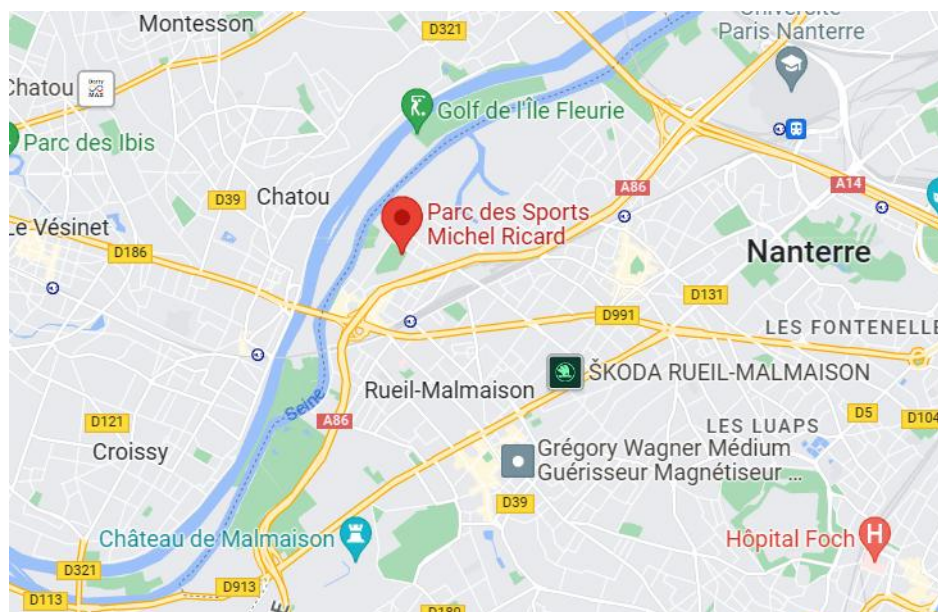 Montesson
D321
Université
Paris Nanterre
Chatou
Golf de l'Île Fleurie
Parc des Ibis
D39
Chatou
A86
A14
Parc des Sports
Michel Ricard
Le Vésinet
D186
Nanterre
D131
D991
LES FONTENELLE
ŠKODA RUEIL-MALMAISON
Rueil-Malmaison
Seine
A86
D121
D5
D104
LES LUAPS
Croissy
Grégory Wagner Médium
Guérisseur Magnétiseur ...
D39
Château de Malmaison
Hôpital Foch
H
D321
D913
D113
E
D180